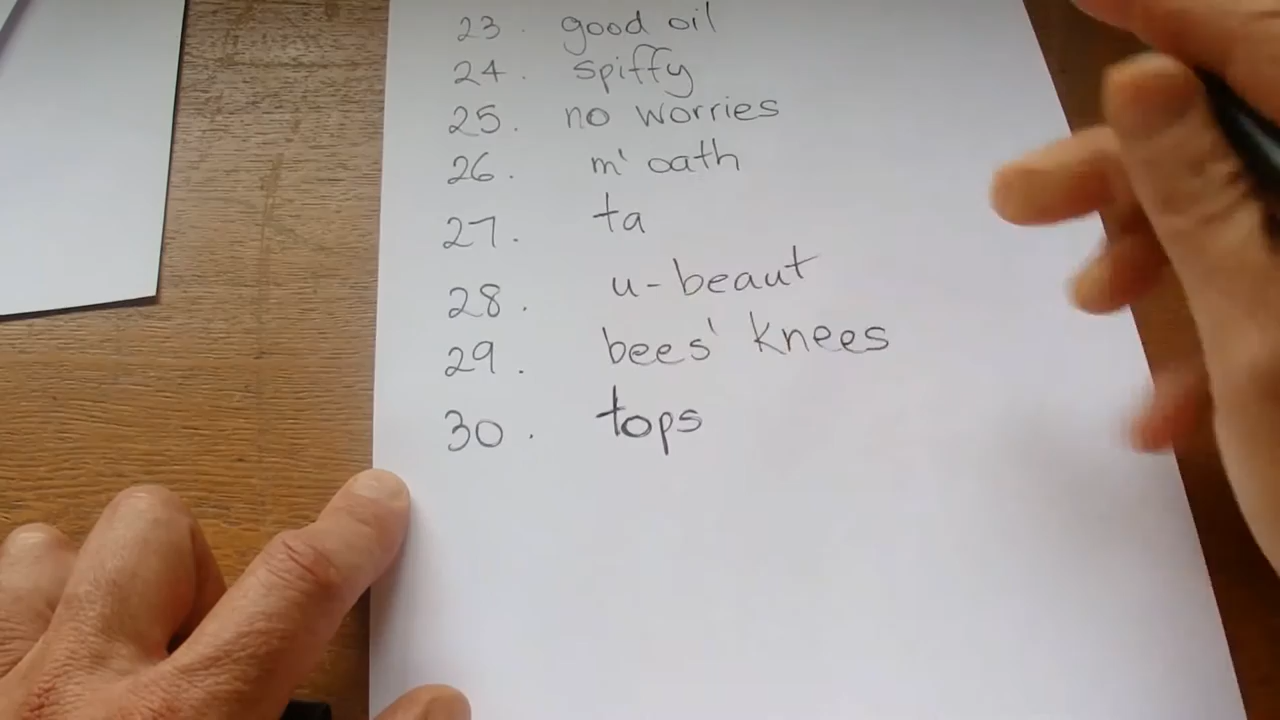 23. good oil
24. spiffy
25. no worries
26. m' oath
27. ta
28. u-beaut
29. bees' knees
30. tops